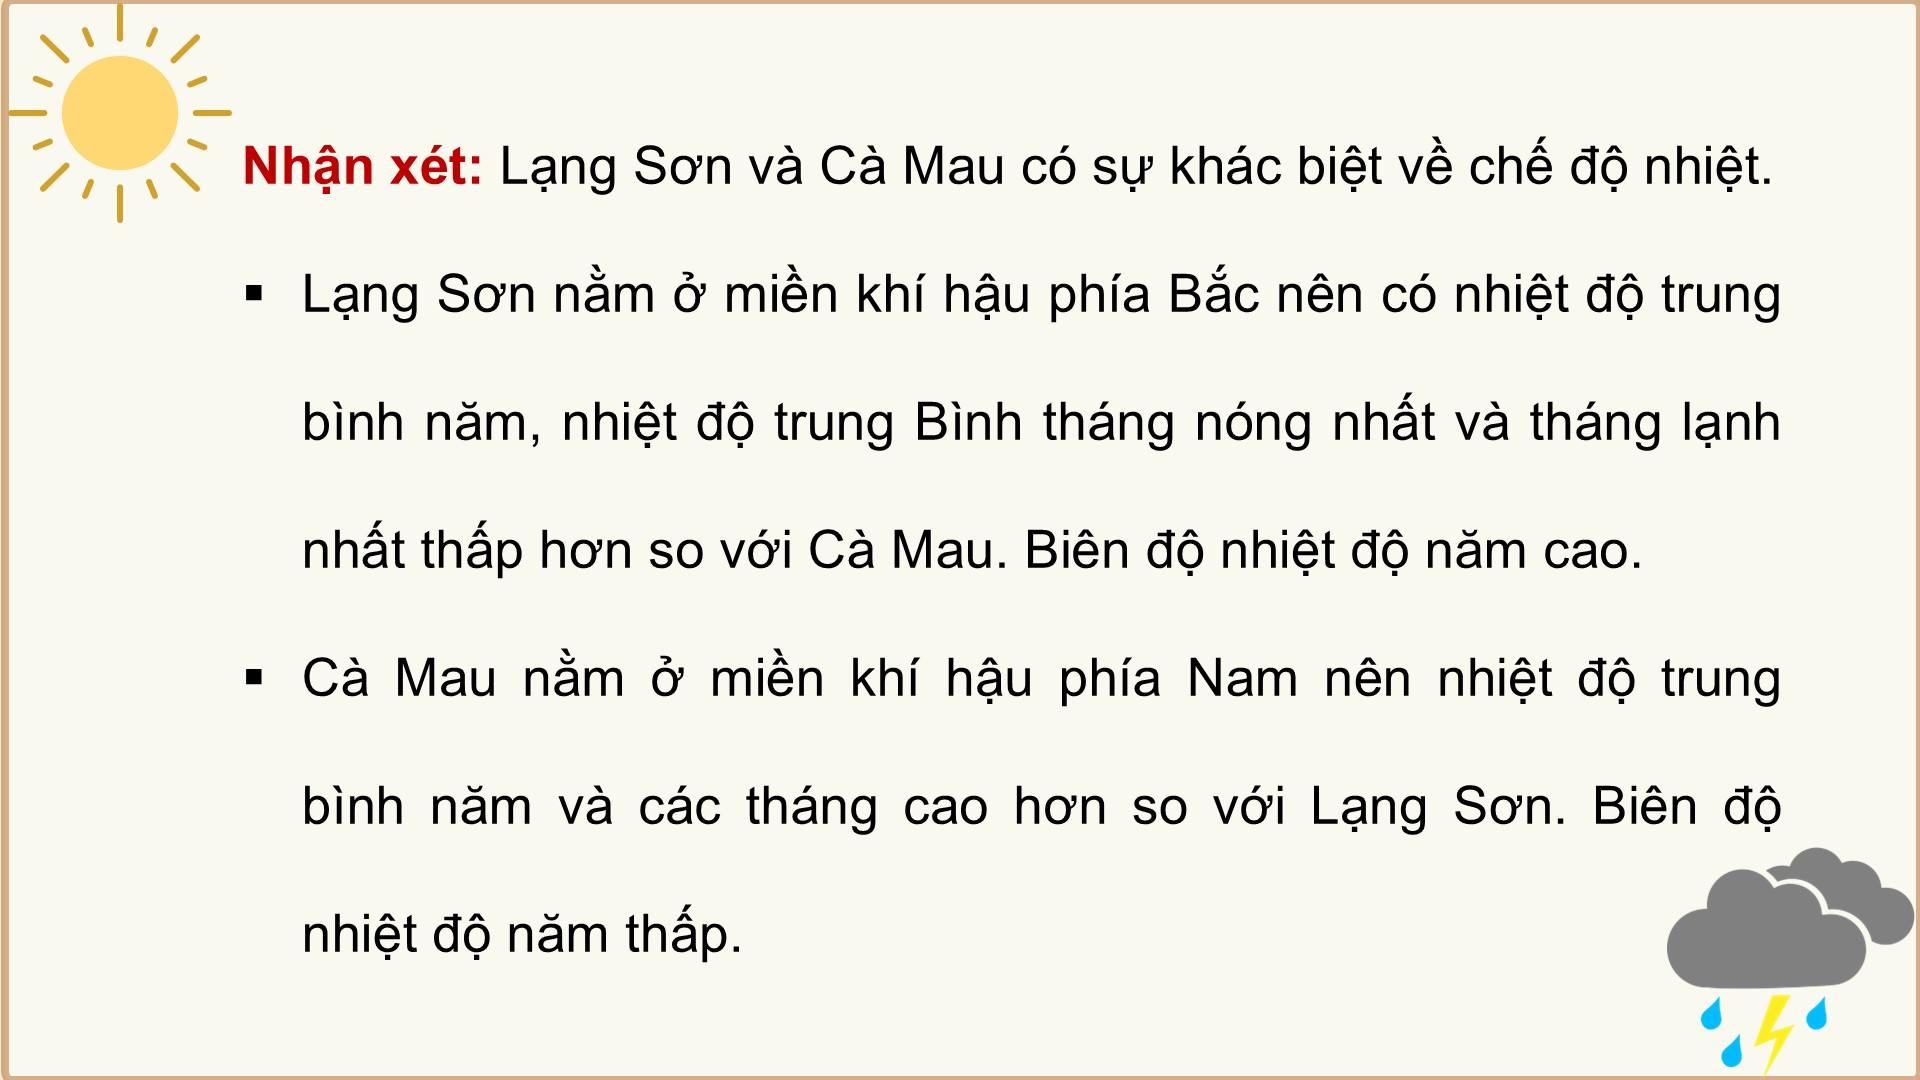 Nhận xét: Lạng Sơn và Cà Mau có sự khác biệt về chế độ nhiệt.
▪ Lạng Sơn nằm ở miền khí hậu phía Bắc nên có nhiệt độ trung
bình năm, nhiệt độ trung Bình tháng nóng nhất và tháng lạnh
nhất thấp hơn so với Cà Mau. Biên độ nhiệt độ năm cao.
▪ Cà Mau nằm ở miền khí hậu phía Nam nên nhiệt độ trung
bình năm và các tháng cao hơn so với Lạng Sơn. Biên độ
nhiệt độ năm thấp.